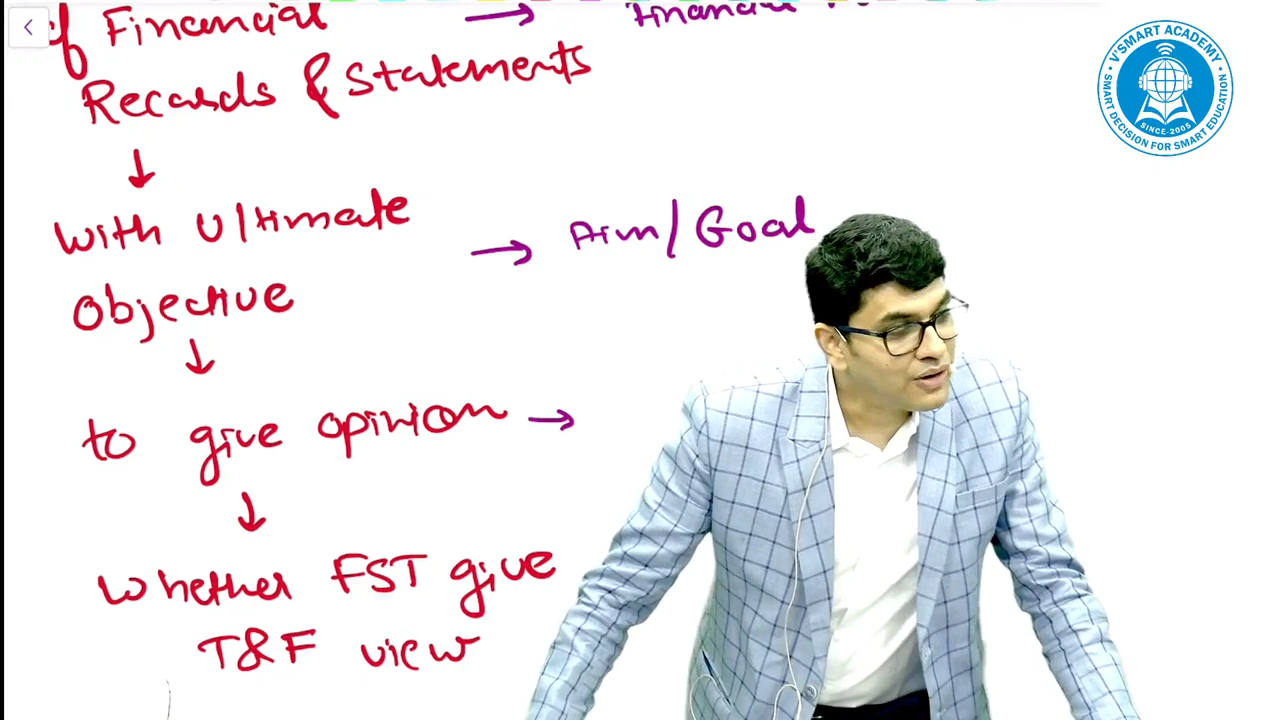 of Financial → Financial
Records & Statements
↓
with Ultimate
→ Aim/Goal
Objective
↓
to give opinion →
↓
Whether FST give
T&F view
V'SMART ACADEMY
SMART DECISION FOR SMART EDUCATION
SINCE-2005